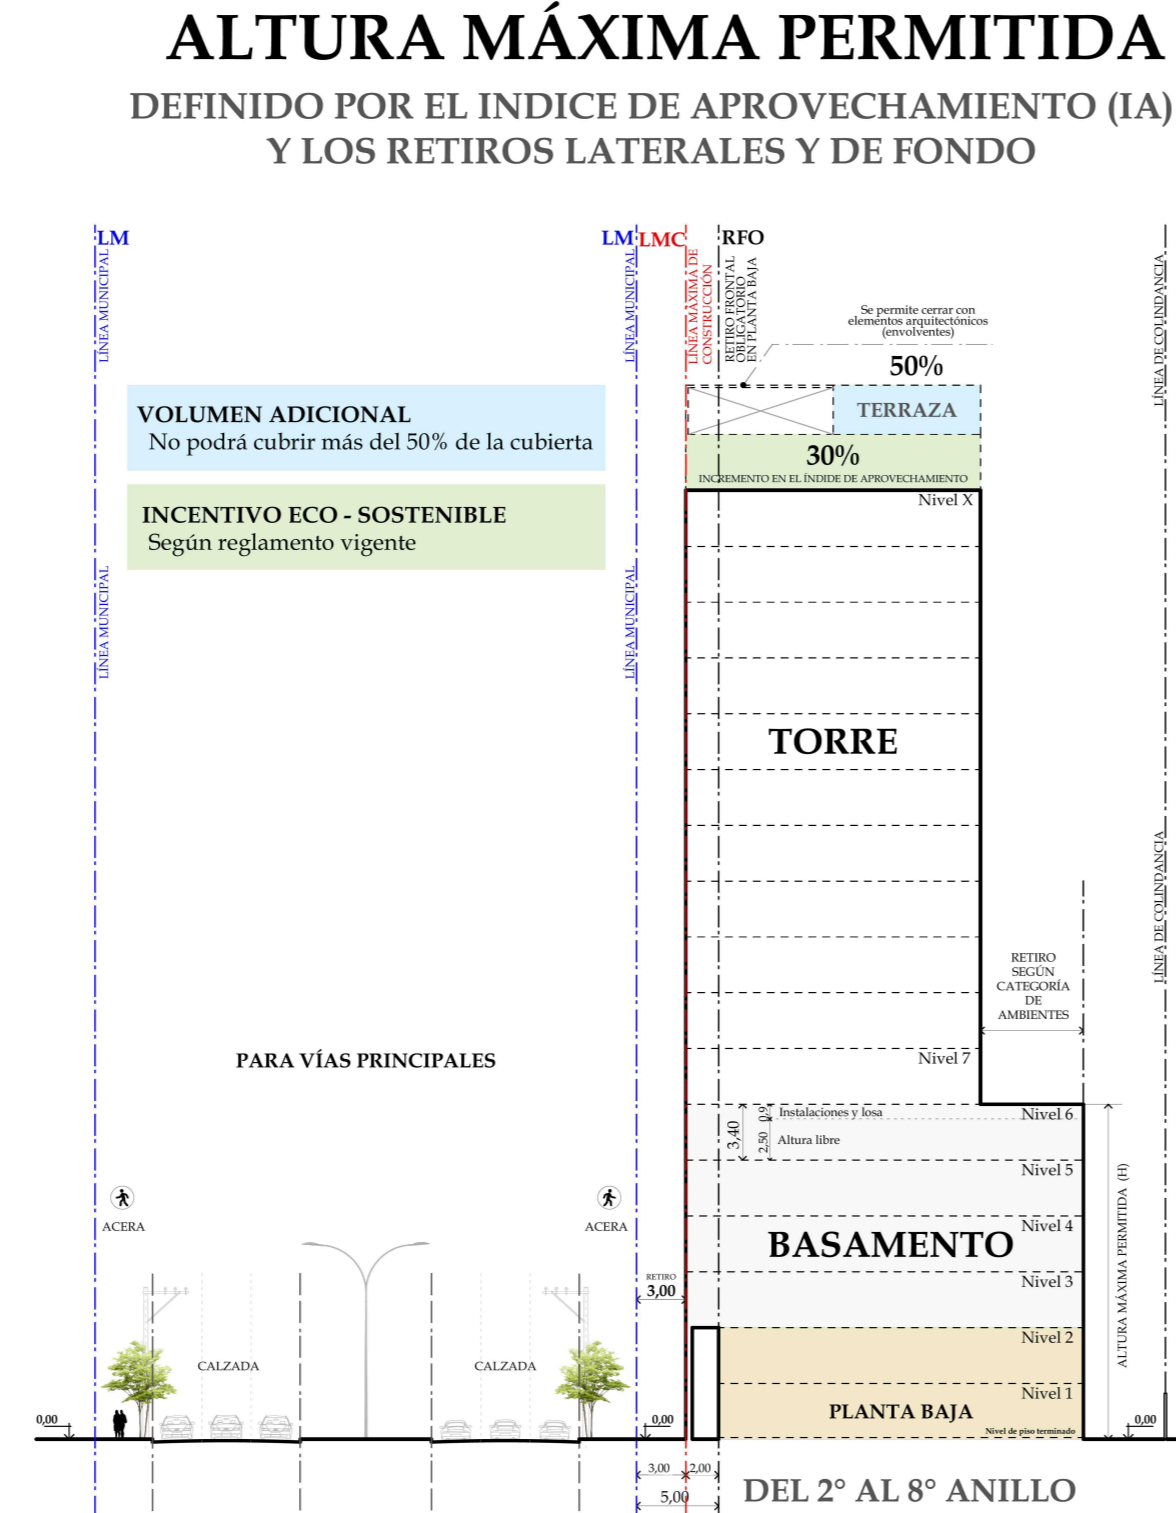 ALTURA MÁXIMA PERMITIDA
DEFINIDO POR EL INDICE DE APROVECHAMIENTO (IA)
Y LOS RETIROS LATERALES Y DE FONDO
LM
LM
LMC
RFO
LÍNEA MUNICIPAL
LÍNEA MUNICIPAL
LÍNEA MÁXIMA DE
CONSTRUCCIÓN
RETIRO FRONTAL
OBLIGATORIO
EN PLANTA BAJA
LÍNEA DE COLINDANCIA
Se permite cerrar con
elementos arquitectónicos
(envolventes)
50%
TERRAZA
VOLUMEN ADICIONAL
No podrá cubrir más del 50% de la cubierta
30%
INCREMENTO EN EL ÍNDIDE DE APROVECHAMIENTO
INCENTIVO ECO - SOSTENIBLE
Según reglamento vigente
Nivel X
LÍNEA MUNICIPAL
LÍNEA MUNICIPAL
TORRE
LÍNEA DE COLINDANCIA
RETIRO
SEGÚN
CATEGORÍA
DE
AMBIENTES
PARA VÍAS PRINCIPALES
Nivel 7
3,40
0,9
2,50
Instalaciones y losa
Altura libre
Nivel 6
Nivel 5
ACERA
ACERA
BASAMENTO
Nivel 4
Nivel 3
ALTURA MÁXIMA PERMITIDA (H)
RETIRO
3,00
Nivel 2
CALZADA
CALZADA
Nivel 1
PLANTA BAJA
Nivel de piso terminado
0,00
0,00
0,00
3,00
2,00
5,00
DEL 2° AL 8° ANILLO